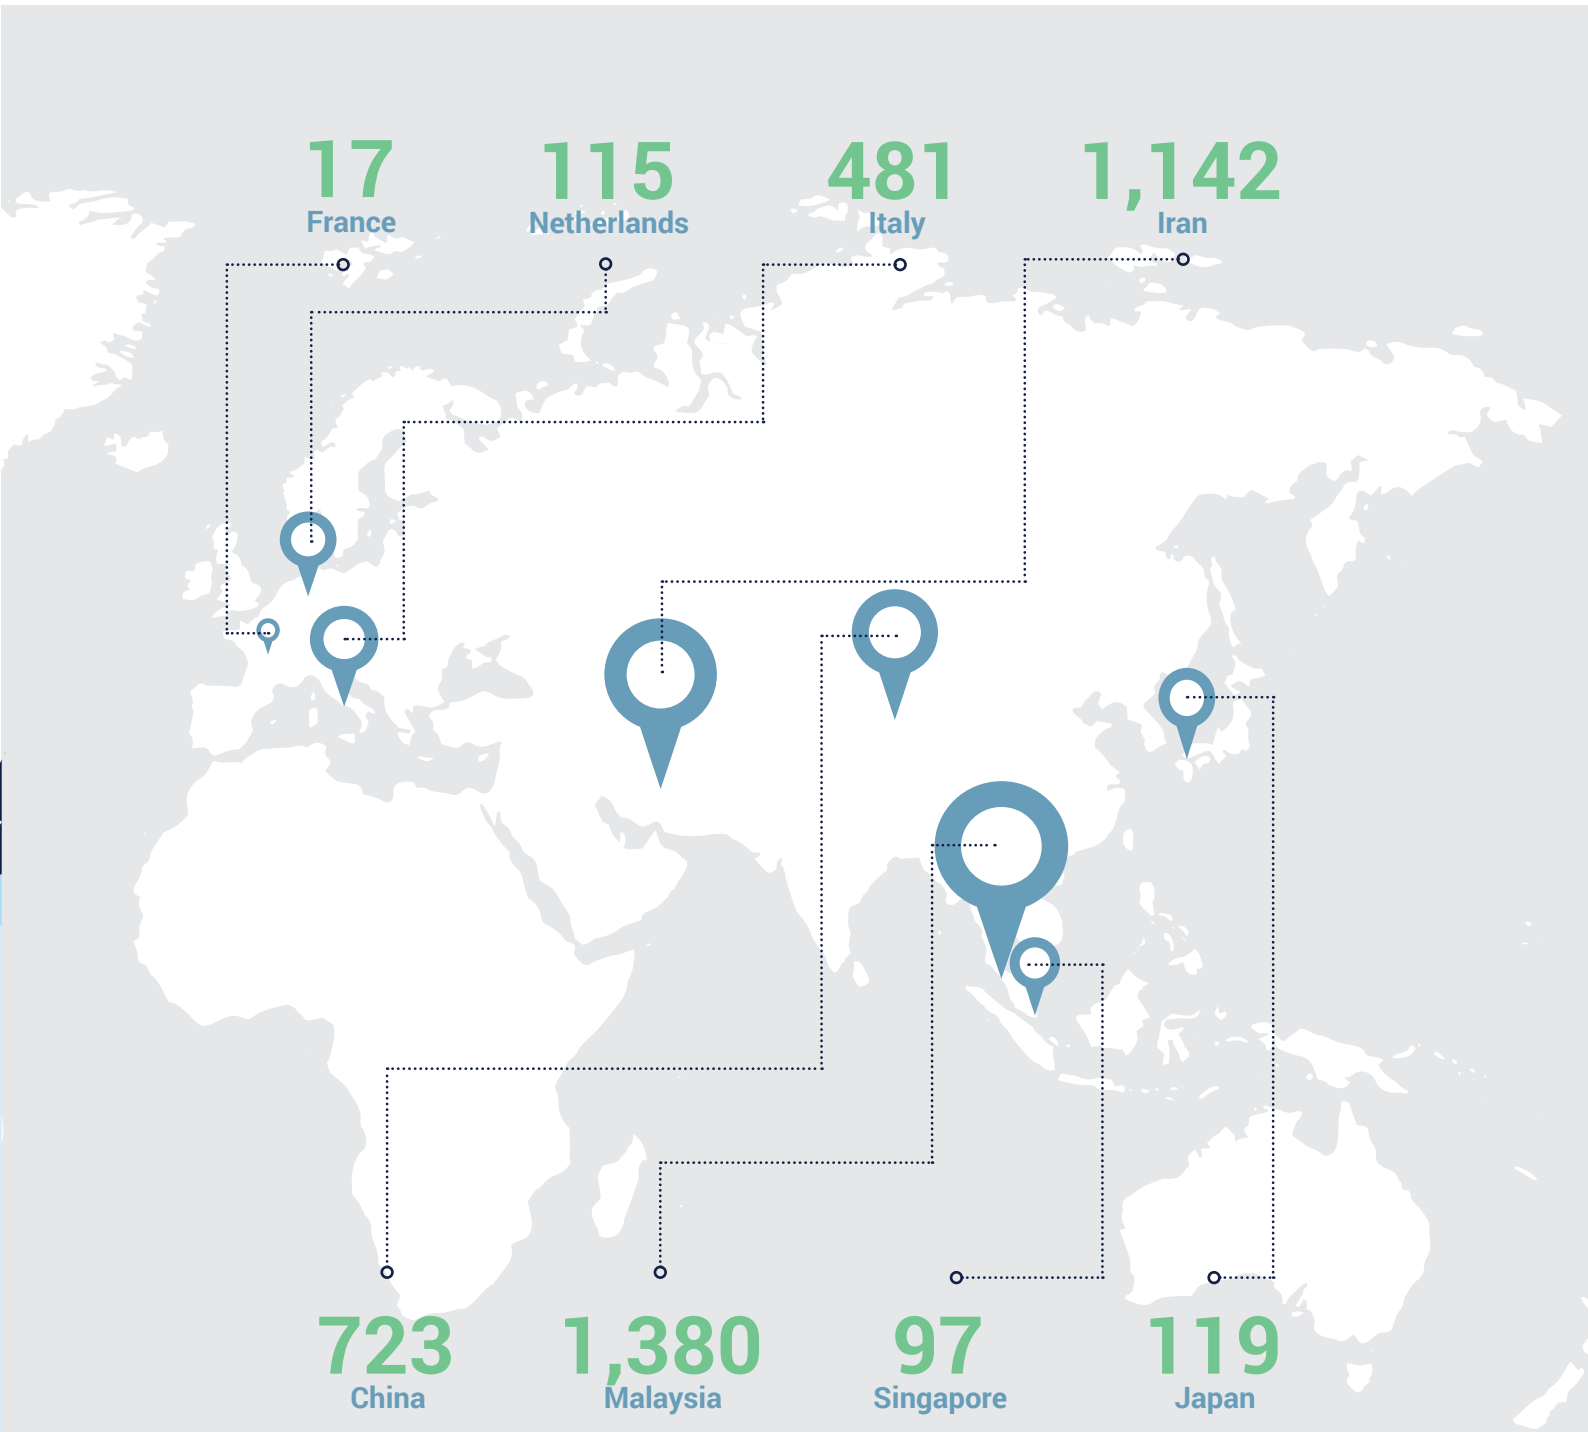 17
France
115
Netherlands
481
Italy
1,142
Iran
723
China
1,380
Malaysia
97
Singapore
119
Japan